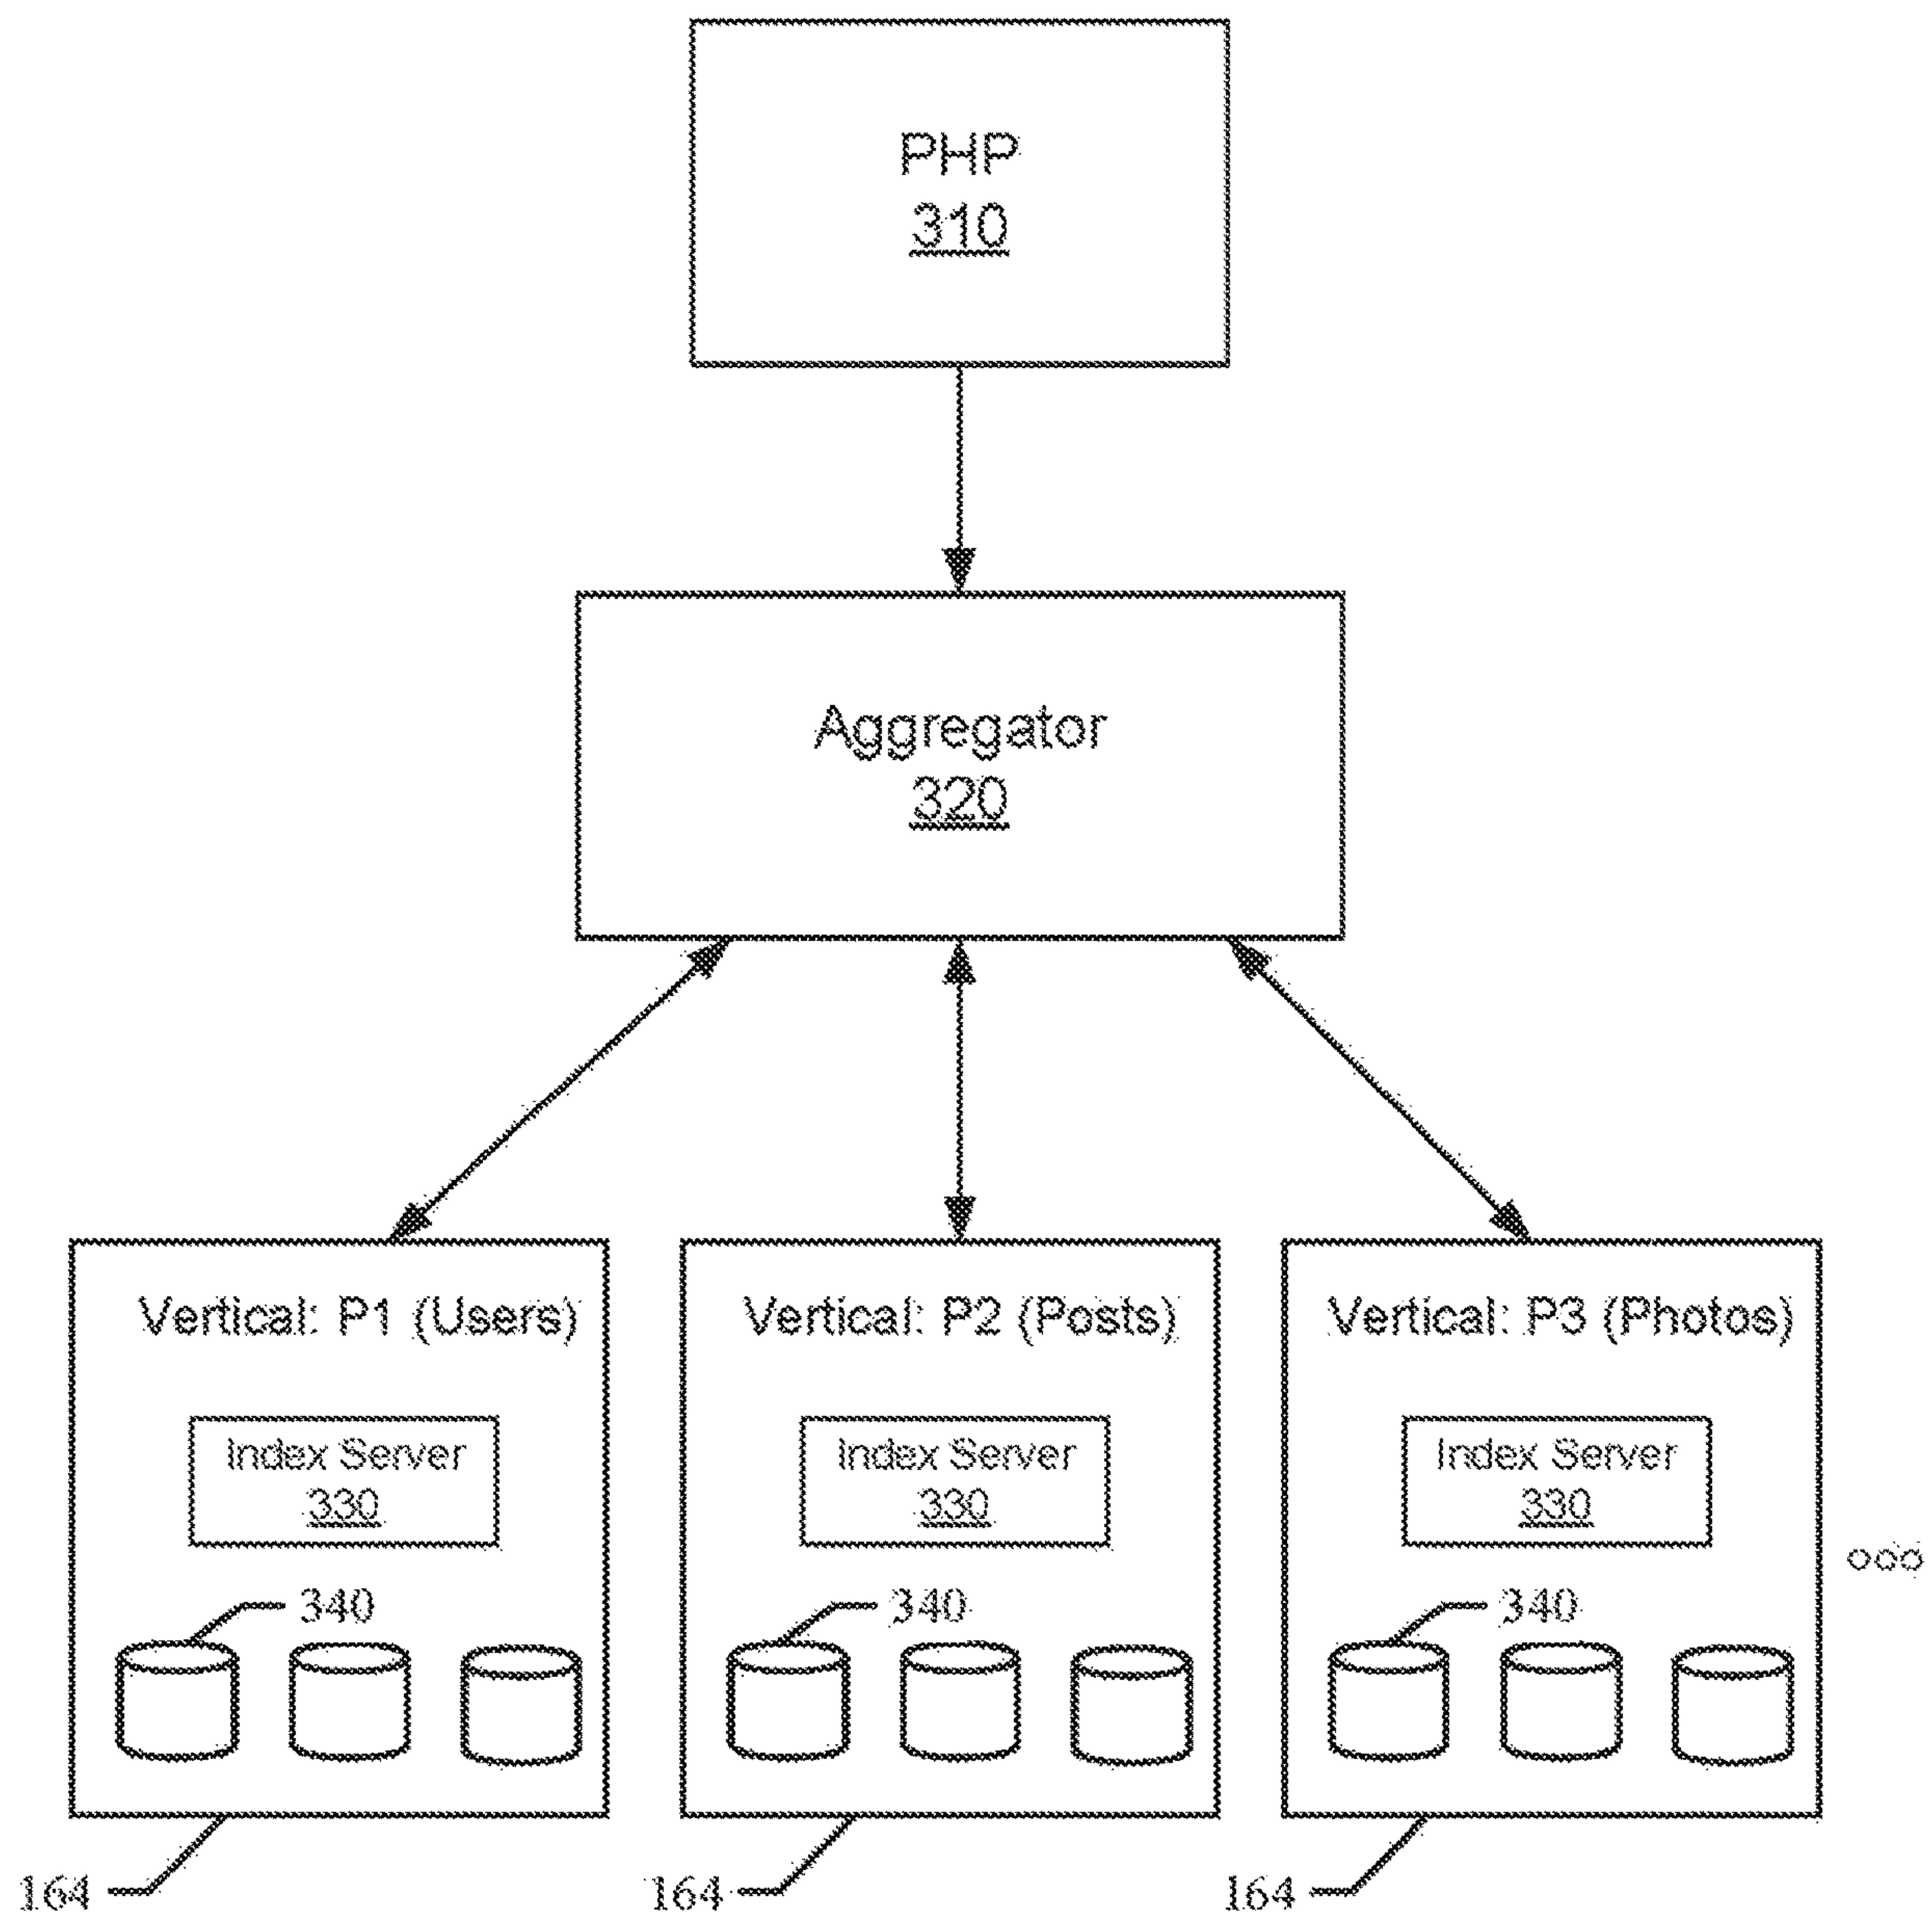 PHP
310
Aggregator
320
Vertical: P1 (Users)
Index Server
330
340
164
Vertical: P2 (Posts)
Index Server
330
340
164
Vertical: P3 (Photos)
Index Server
330
340
164